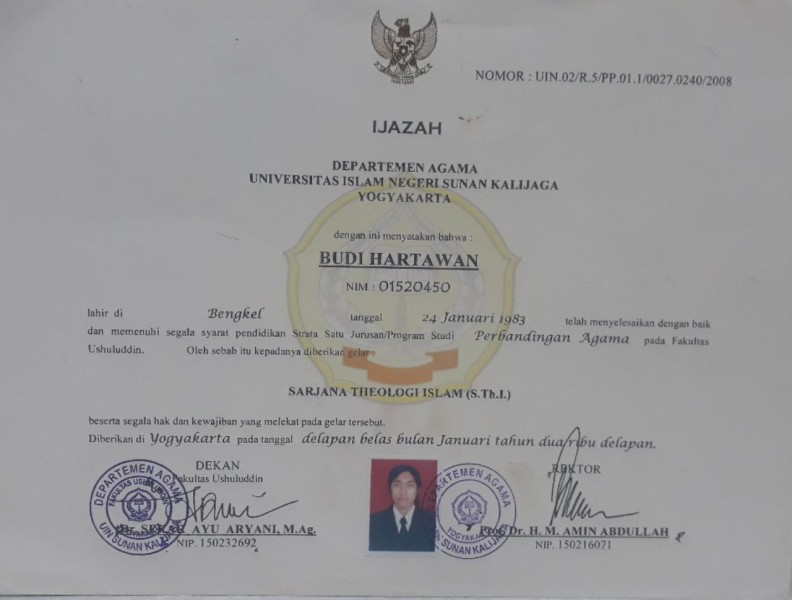 NOMOR : UIN.02/R.5/PP.01.1/0027.0240/2008
IJAZAH
DEPARTEMEN AGAMA
UNIVERSITAS ISLAM NEGERI SUNAN KALIJAGA
YOGYAKARTA
dengan ini menyatakan bahwa :
BUDI HARTAWAN
NIM : 01520450
lahir di Bengkel tanggal 24 Januari 1983 telah menyelesaikan dengan baik
dan memenuhi segala syarat pendidikan Strata Satu Jurusan/Program Studi Perbandingan Agama pada Fakultas
Ushuluddin. Oleh sebab itu kepadanya diberikan gelar
SARJANA THEOLOGI ISLAM (S.Th.I.)
beserta segala hak dan kewajiban yang melekat pada gelar tersebut.
Diberikan di Yogyakarta pada tanggal delapan belas bulan Januari tahun dua ribu delapan.
DEKAN
Fakultas Ushuluddin
AYU ARYANI, M.Ag.
NIP. 150232692
REKTOR
Prof. Dr. H. M. AMIN ABDULLAH
NIP. 150216071
DEPARTEMEN AGAMA
UIN SUNAN KALIJAGA
DEPARTEMEN AGAMA
YOGYAKARTA
UIN SUNAN KALIJAGA